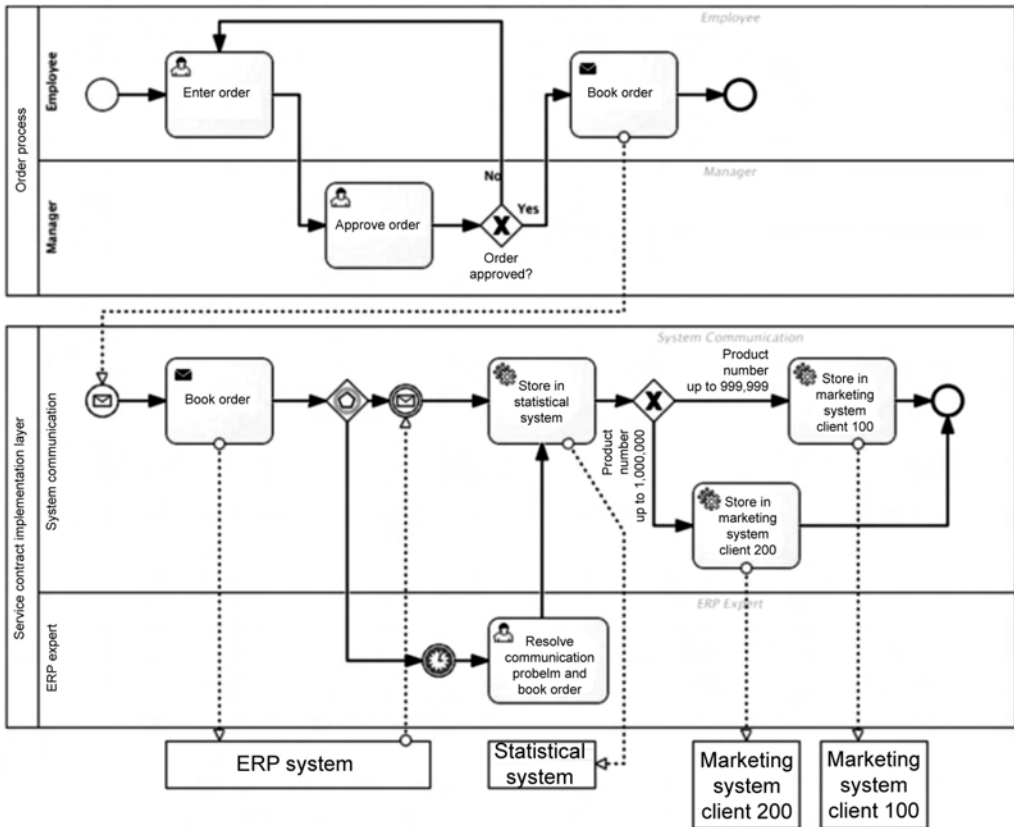 Order process
Employee
Employee
Enter order
Book order
Manager
Manager
Approve order
No
Yes
Order
approved?
Service contract implementation layer
System communication
System Communication
Book order
Store in
statistical
system
Product
number
up to 999,999
Store in
marketing
system
client 100
Product
number
up to 1,000,000
Store in
marketing
system
client 200
ERP expert
ERP Expert
Resolve
communication
probelm and
book order
ERP system
Statistical
system
Marketing
system
client 200
Marketing
system
client 100